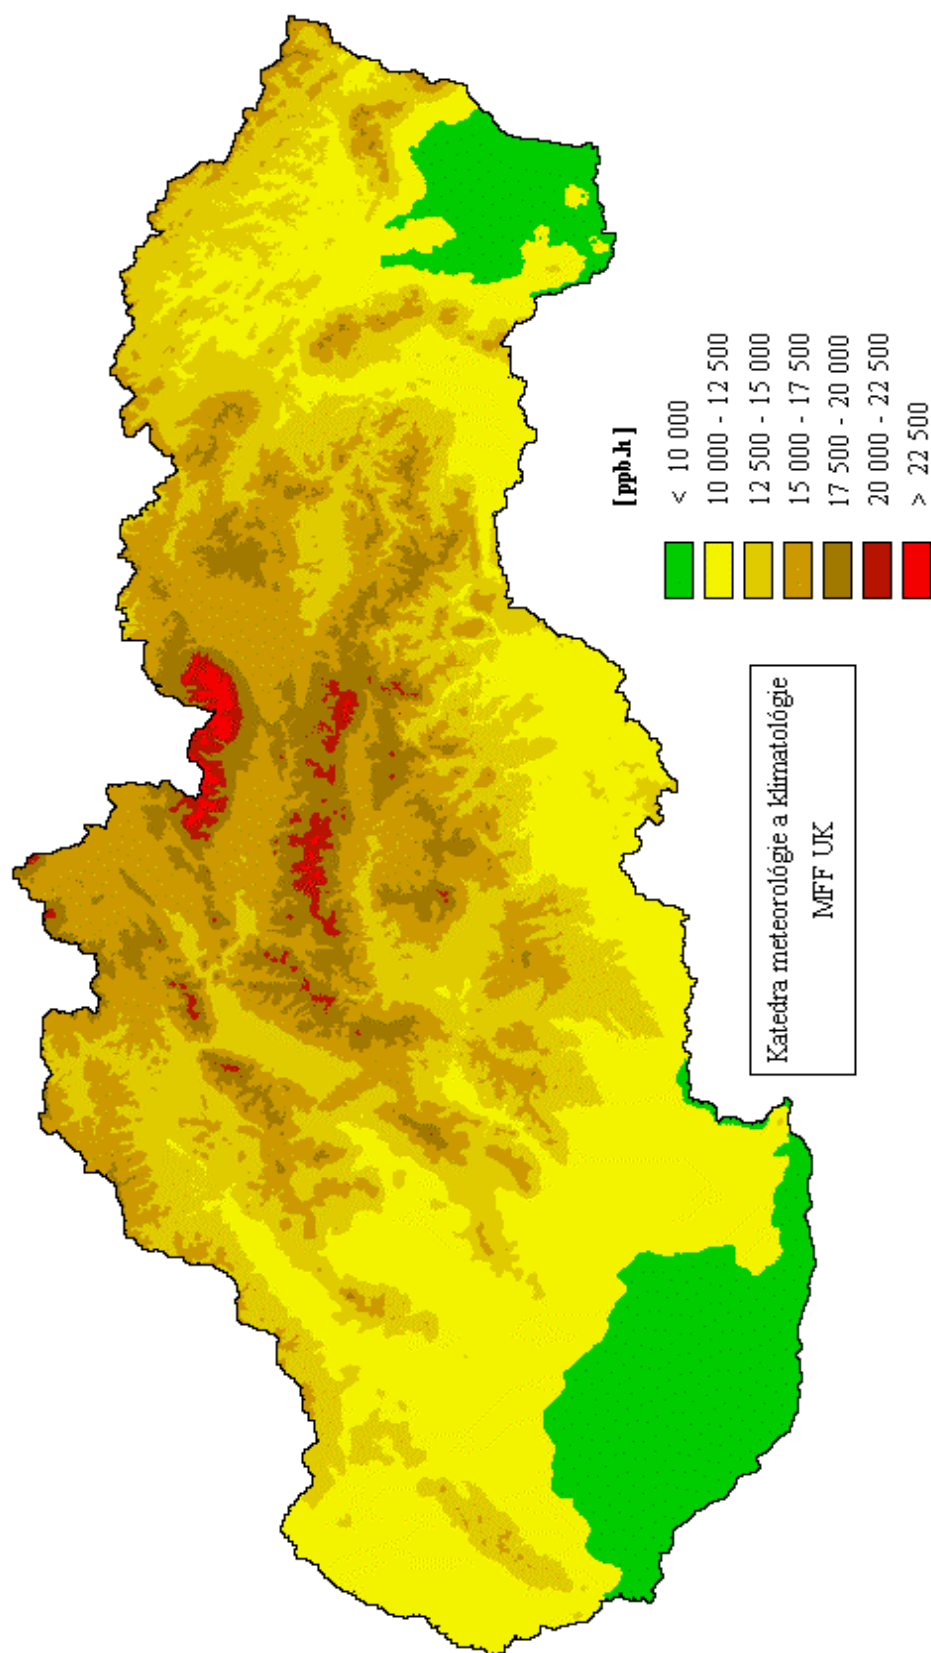 [ppb.h]
< 10 000
10 000 - 12 500
12 500 - 15 000
15 000 - 17 500
17 500 - 20 000
20 000 - 22 500
> 22 500
Katedra meteorológie a klimatológie
MFF UK